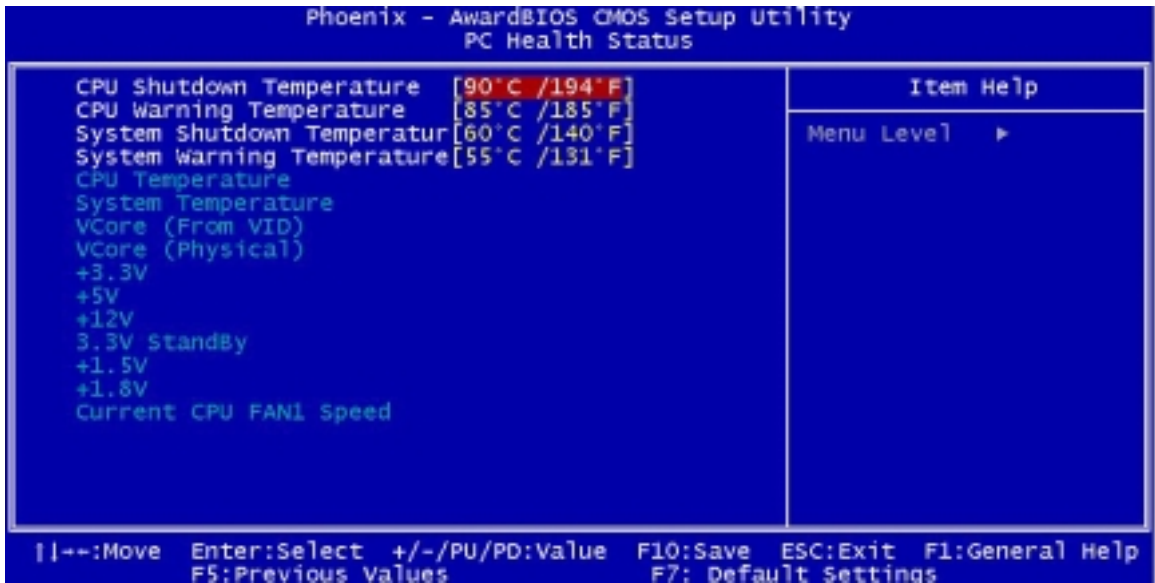 Phoenix - AwardBIOS CMOS Setup Utility
PC Health Status
CPU Shutdown Temperature [90°C /194°F]
CPU Warning Temperature [85°C /185°F]
System Shutdown Temperatur[60°C /140°F]
System Warning Temperature[55°C /131°F]
CPU Temperature
System Temperature
VCore (From VID)
VCore (Physical)
+3.3V
+5V
+12V
3.3V StandBy
+1.5V
+1.8V
Current CPU FAN1 Speed
Item Help
Menu Level ►
↑↓→←:Move Enter:Select +/-/PU/PD:Value F10:Save ESC:Exit F1:General Help
F5:Previous Values F7: Default Settings